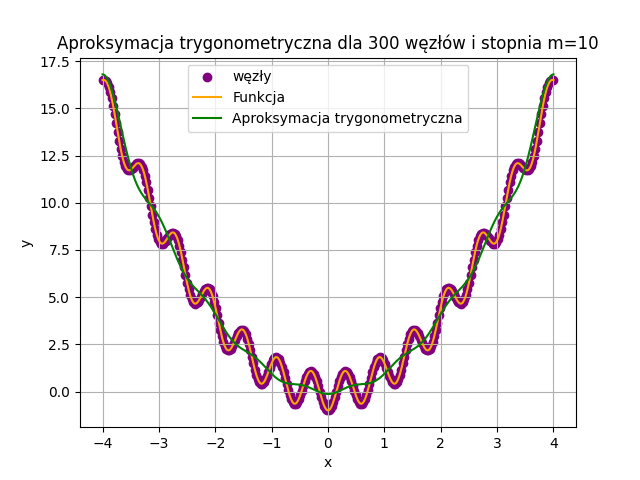 Aproksymacja trygonometryczna dla 300 węzłów i stopnia m=10
węzły
Funkcja
Aproksymacja trygonometryczna
17.5
15.0
12.5
10.0
7.5
5.0
2.5
0.0
y
−4 −3 −2 −1 0 1 2 3 4
x